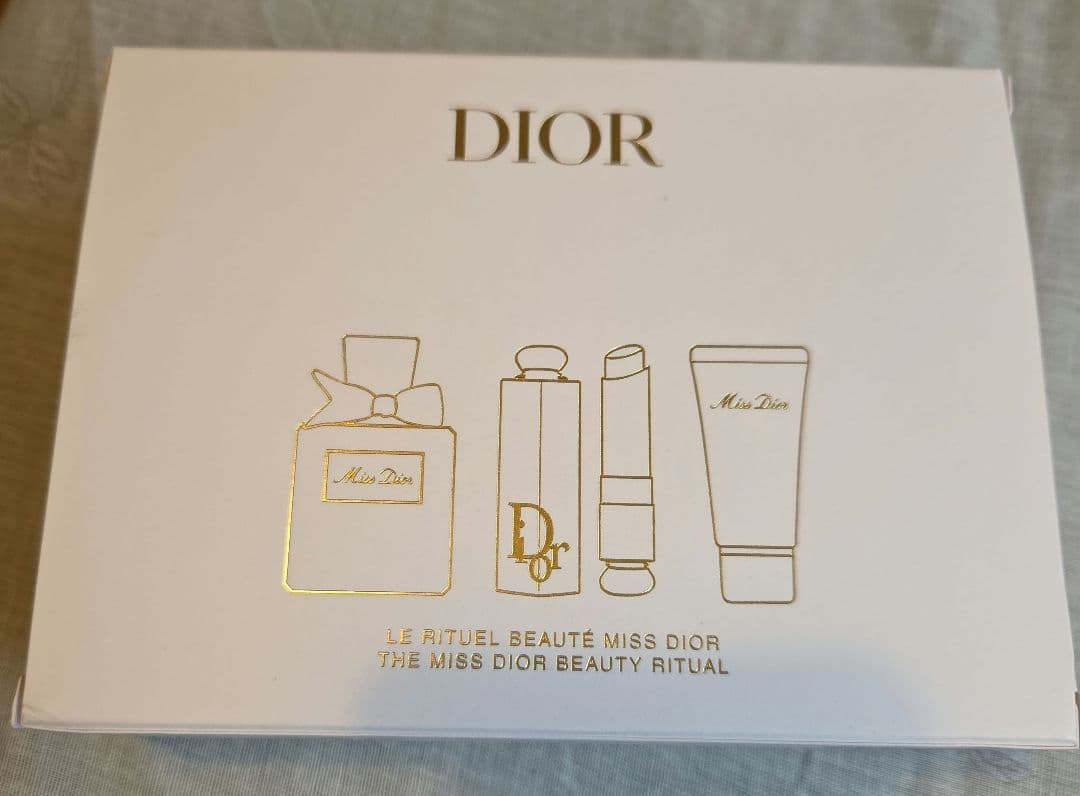 DIOR
Miss Dior
Dior
Miss Dior
LE RITUEL BEAUTÉ MISS DIOR
THE MISS DIOR BEAUTY RITUAL